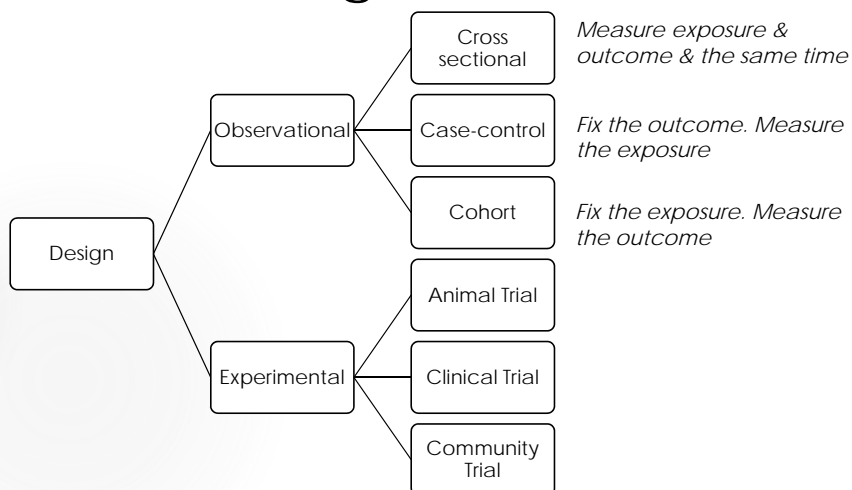 Cross
sectional
Measure exposure &
outcome & the same time
Observational
Case-control
Fix the outcome. Measure
the exposure
Cohort
Fix the exposure. Measure
the outcome
Design
Animal Trial
Experimental
Clinical Trial
Community
Trial